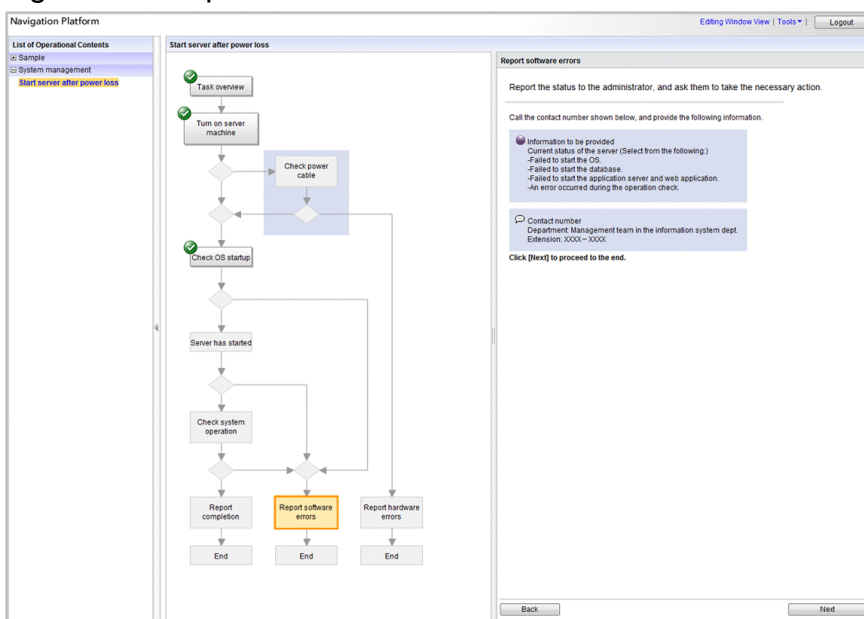 Navigation Platform
Editing Window View | Tools ▾ | Logout
List of Operational Contents
Sample
System management
Start server after power loss
Start server after power loss
Task overview
Turn on server
machine
Check power
cable
Check OS startup
Server has started
Check system
operation
Report
completion
Report software
errors
Report hardware
errors
End
End
End
Report software errors
Report the status to the administrator, and ask them to take the necessary action.
Call the contact number shown below, and provide the following information.
Information to be provided
Current status of the server (Select from the following:)
-Failed to start the OS.
-Failed to start the database.
-Failed to start the application server and web application.
-An error occurred during the operation check.
Contact number
Department: Management team in the information system dept.
Extension: XXXX-XXXX
Click [Next] to proceed to the end.
Back
Next